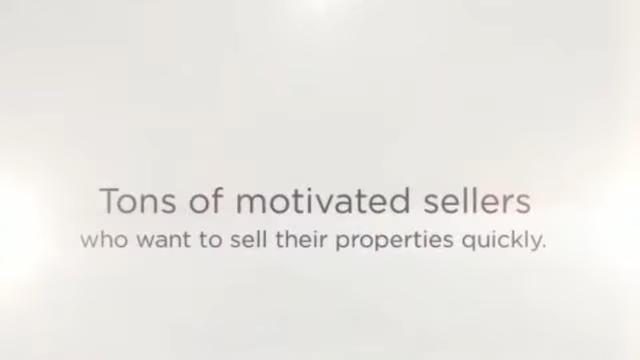 Tons of motivated sellers
who want to sell their properties quickly.